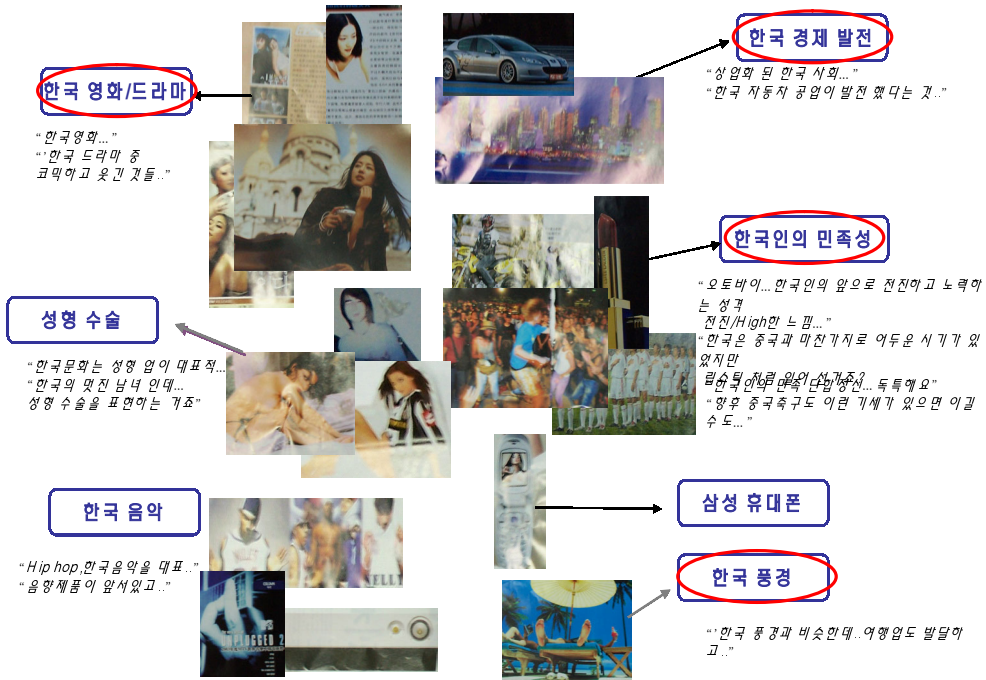 한국 경제 발전
“상업화 된 한국 사회...”
“한국 자동차 공업이 발전 했다는 것..”
한국 영화/드라마
“한국영화...”
“’한국 드라마 중
코믹하고 웃긴 것들..”
한국인의 민족성
“오토바이...한국인의 앞으로 전진하고 노력하
는 성격
전진/High한 느낌...”
“한국은 중국과 마찬가지로 어두운 시기가 있
었지만
립스틱 전력 있어 선거죠?
“한국인의 민족 단합 정신...독특해요”
“향후 중국축구도 이런 기세가 있으면 이길
수도...”
성형 수술
“한국문화는 성형 없이 대표적...
“한국의 멋진 남녀 인데...
성형 수술을 표현하는 거죠”
한국 음악
“Hip hop,한국음악을 대표..”
“음향제품이 앞서있고..”
삼성 휴대폰
한국 풍경
“’한국 풍경과 비슷한데..여행업도 발달하
고..”
UNPLUGGED 2
NELLY